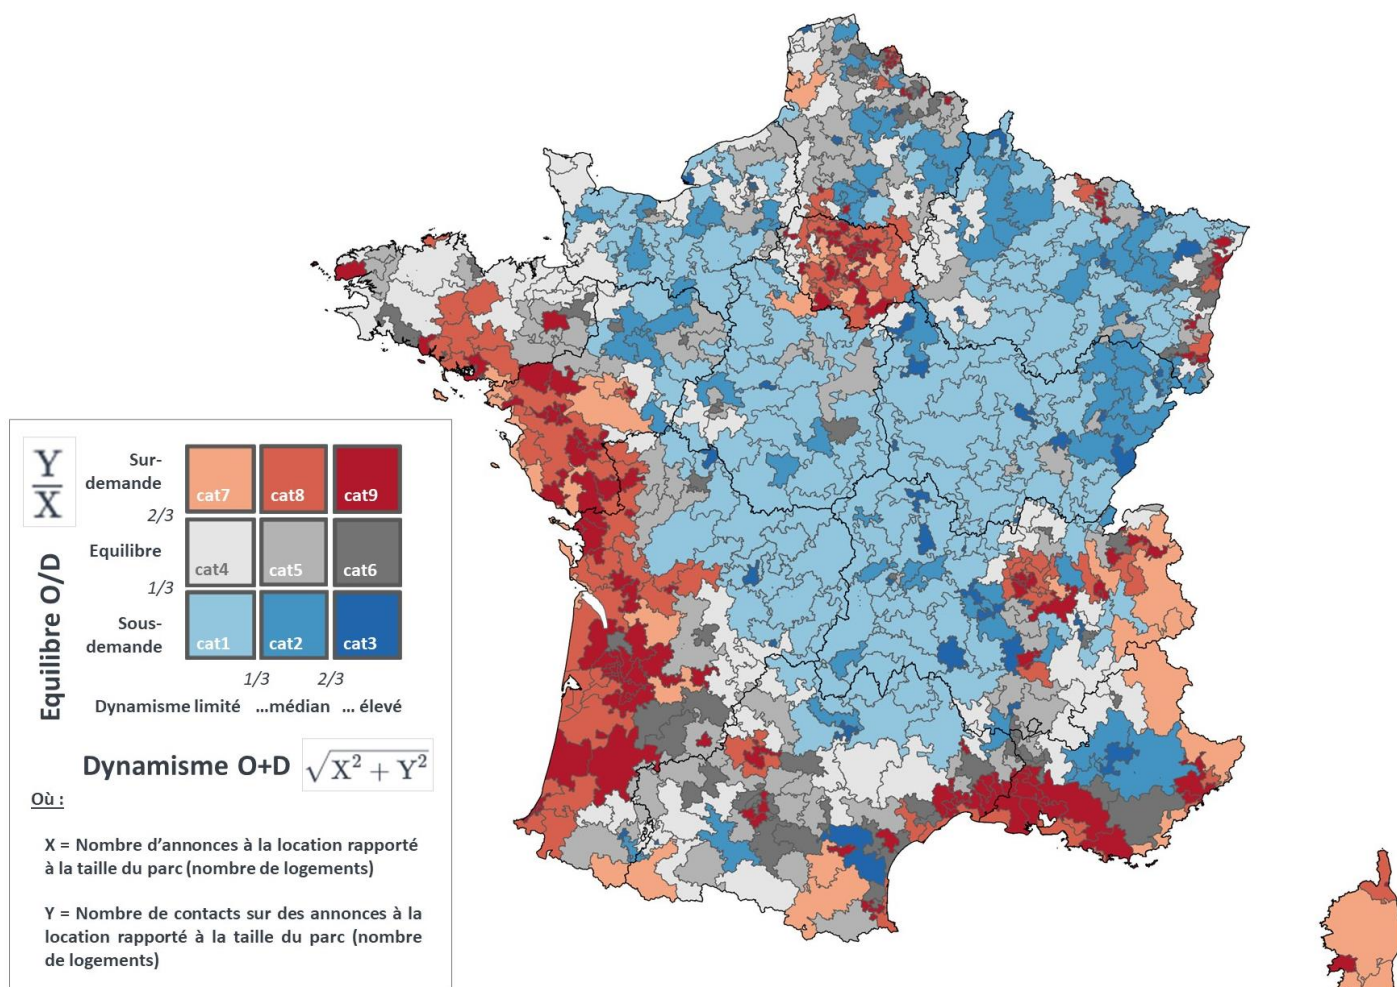 Y
X
Sur-
demande
cat7 cat8 cat9
2/3
Equilibre
cat4 cat5 cat6
1/3
Sous-
demande
cat1 cat2 cat3
1/3 2/3
Dynamisme limité ...médian ... élevé
Equilibre O/D
Dynamisme O+D √X² + Y²
Où :
X = Nombre d’annonces à la location rapporté
à la taille du parc (nombre de logements)
Y = Nombre de contacts sur des annonces à la
location rapporté à la taille du parc (nombre
de logements)